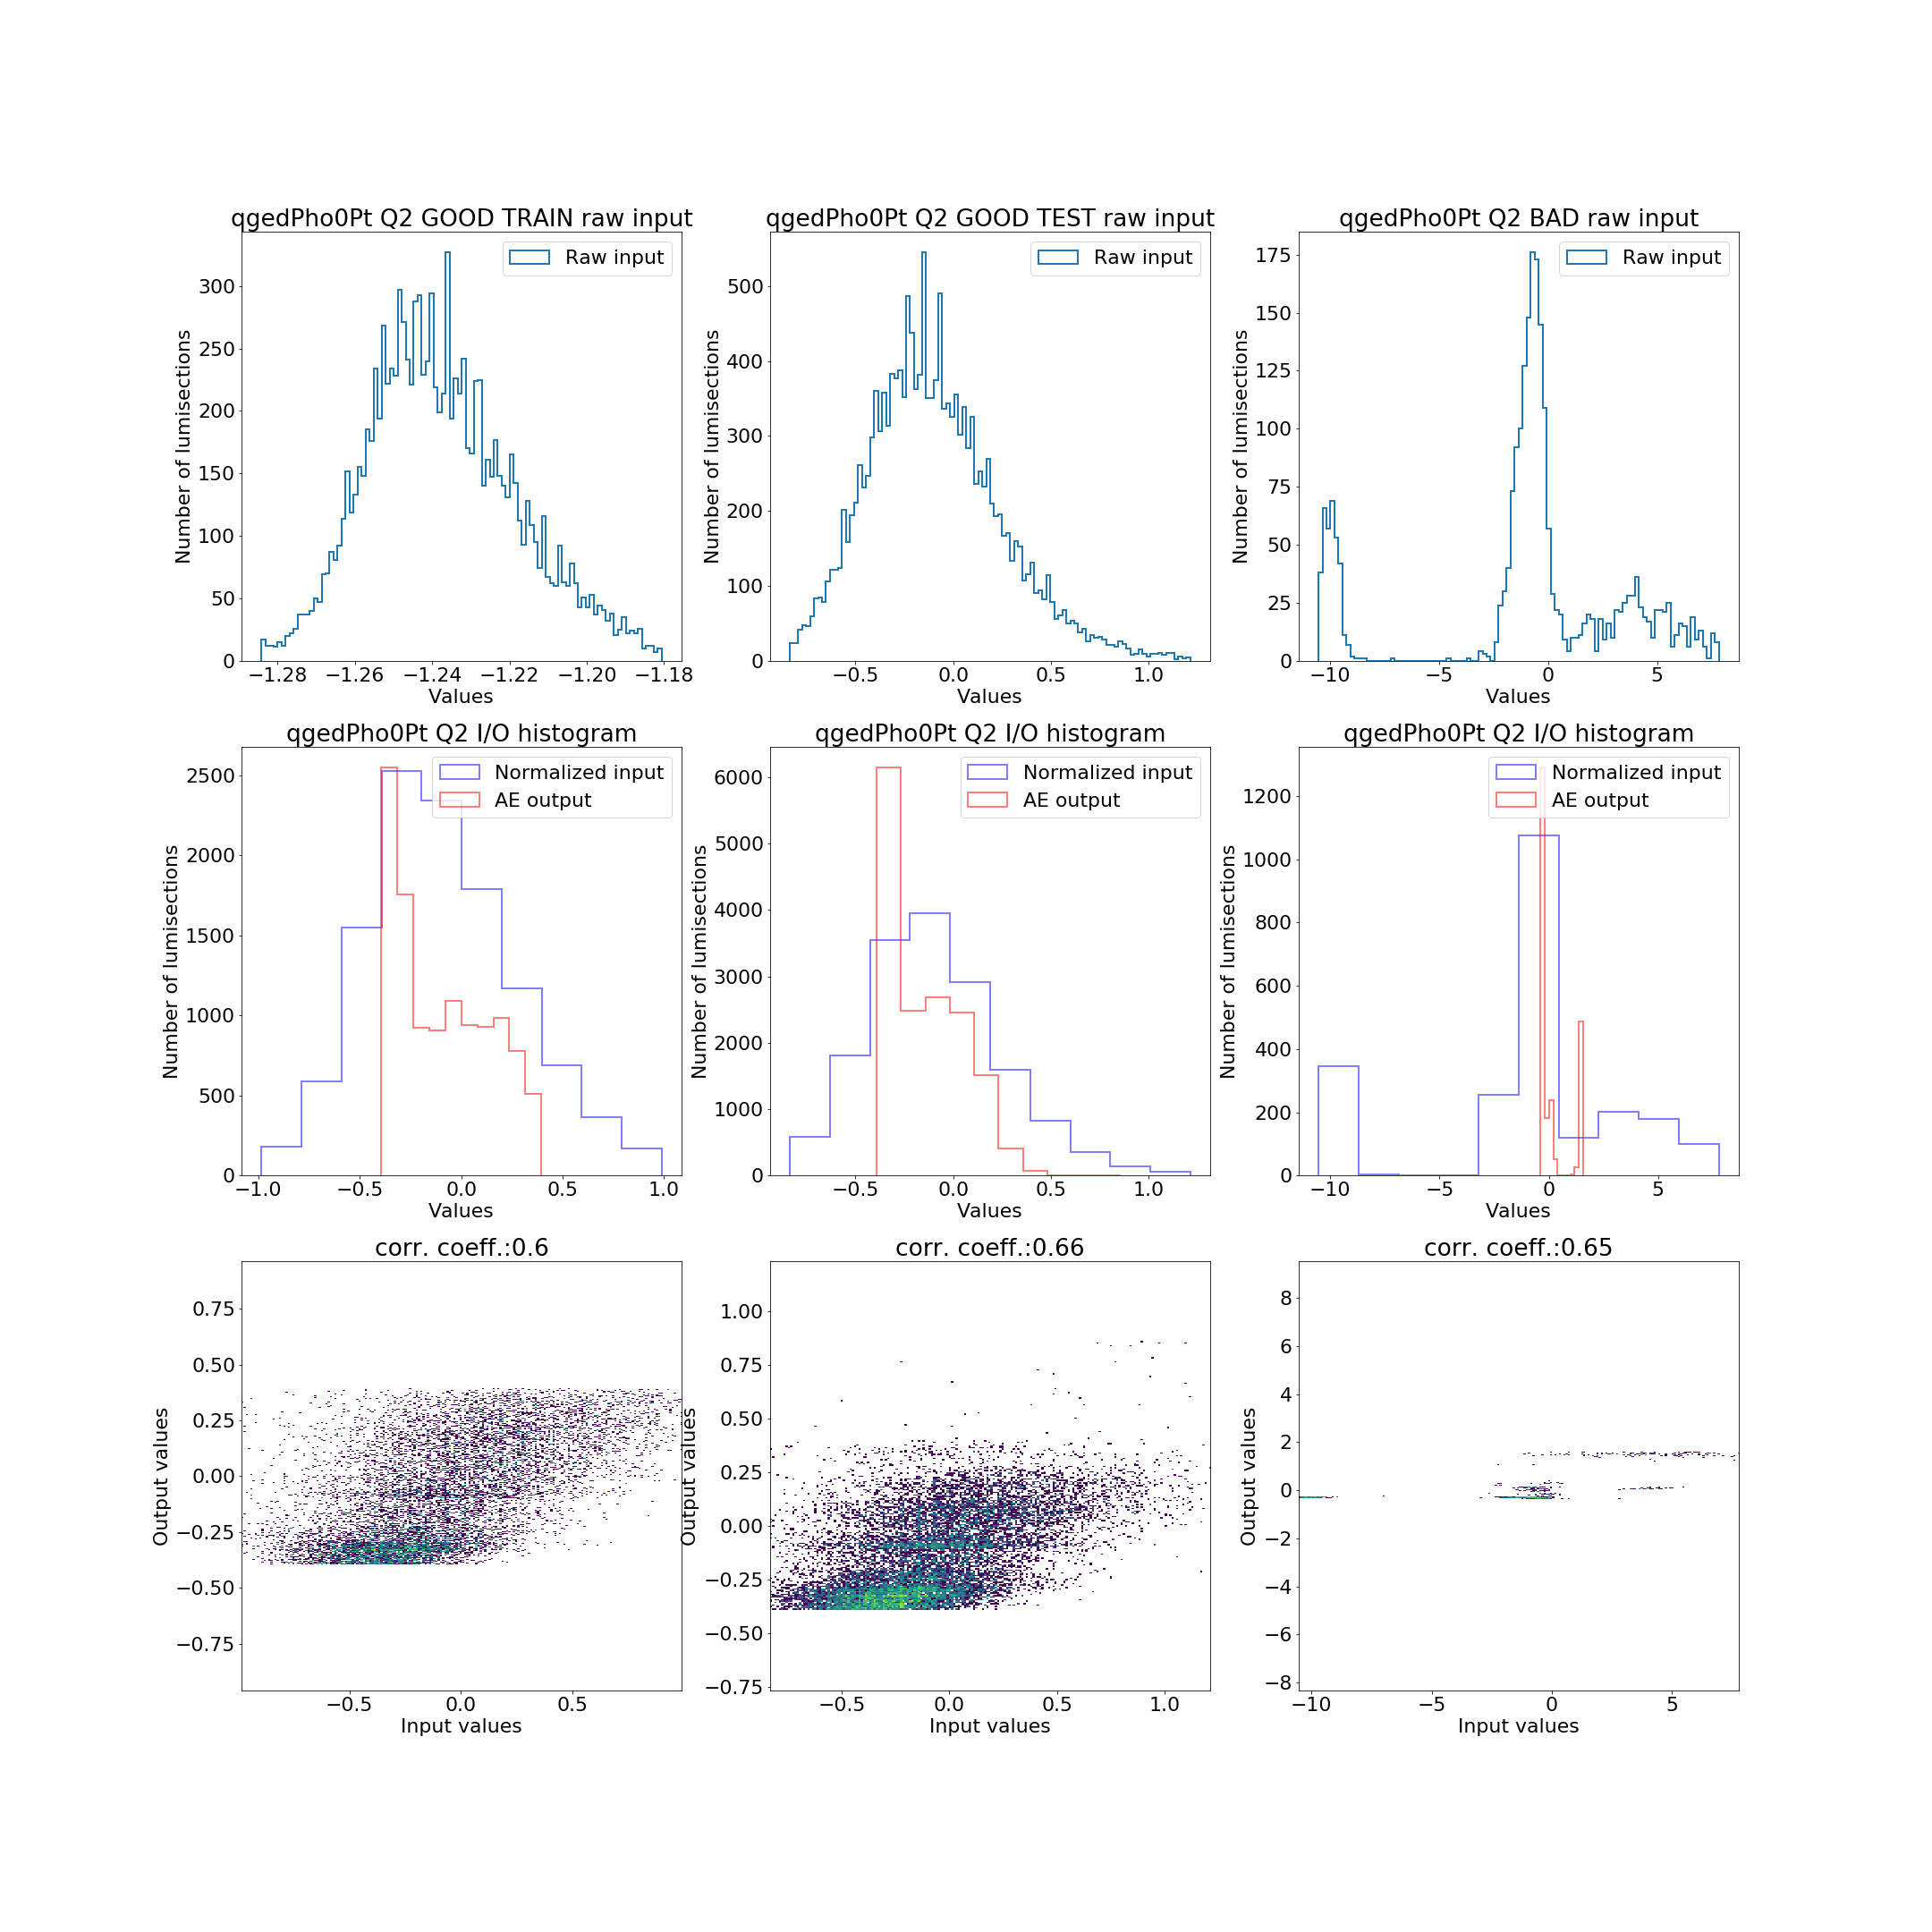 qgedPho0Pt Q2 GOOD TRAIN raw input
Raw input
Number of lumisections
300
250
200
150
100
50
0
−1.28 −1.26 −1.24 −1.22 −1.20 −1.18
Values
qgedPho0Pt Q2 GOOD TEST raw input
Raw input
Number of lumisections
500
400
300
200
100
0
−0.5 0.0 0.5 1.0
Values
qgedPho0Pt Q2 BAD raw input
Raw input
Number of lumisections
175
150
125
100
75
50
25
0
−10 −5 0 5
Values
qgedPho0Pt Q2 I/O histogram
Normalized input
AE output
Number of lumisections
2500
2000
1500
1000
500
0
−1.0 −0.5 0.0 0.5 1.0
Values
qgedPho0Pt Q2 I/O histogram
Normalized input
AE output
Number of lumisections
6000
5000
4000
3000
2000
1000
0
−0.5 0.0 0.5 1.0
Values
qgedPho0Pt Q2 I/O histogram
Normalized input
AE output
Number of lumisections
1200
1000
800
600
400
200
0
−10 −5 0 5
Values
corr. coeff.:0.6
Output values
0.75
0.50
0.25
0.00
−0.25
−0.50
−0.75
−0.5 0.0 0.5
Input values
corr. coeff.:0.66
Output values
1.00
0.75
0.50
0.25
0.00
−0.25
−0.50
−0.75
−0.5 0.0 0.5 1.0
Input values
corr. coeff.:0.65
Output values
8
6
4
2
0
−2
−4
−6
−8
−10 −5 0 5
Input values